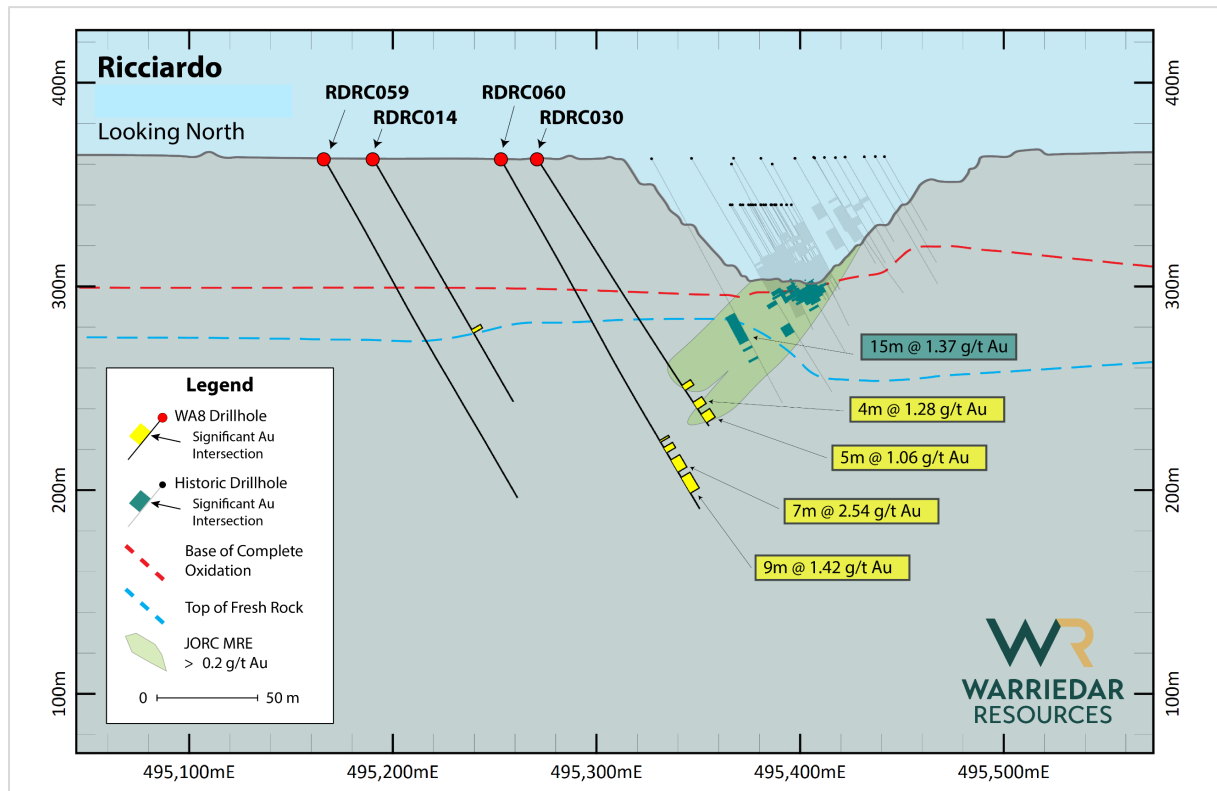 Ricciardo
Looking North
RDRC059
RDRC014
RDRC060
RDRC030
400m
300m
200m
100m
400m
300m
200m
100m
15m @ 1.37 g/t Au
4m @ 1.28 g/t Au
5m @ 1.06 g/t Au
7m @ 2.54 g/t Au
9m @ 1.42 g/t Au
Legend
WA8 Drillhole
Significant Au
Intersection
Historic Drillhole
Significant Au
Intersection
Base of Complete
Oxidation
Top of Fresh Rock
JORC MRE
> 0.2 g/t Au
0 50 m
WR
WARRIEDAR
RESOURCES
495,100mE
495,200mE
495,300mE
495,400mE
495,500mE